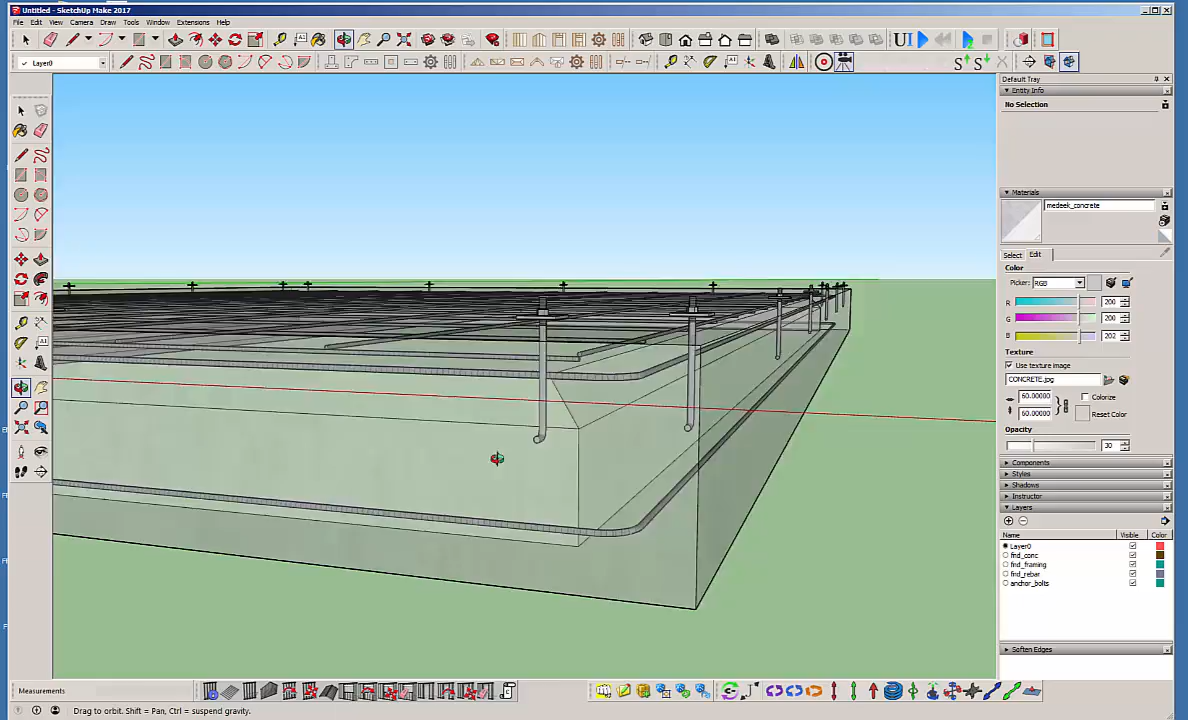 Untitled - SketchUp Make 2017
File Edit View Camera Draw Tools Window Extensions Help
UI
2
Layer0
S S
Default Tray
Entity Info
No Selection
Materials
medeek_concrete
Select Edit
Color
Picker: RGB
R 200
G 200
B 202
Texture
Use texture image
CONCRETE.jpg
60.00000 Colorize
60.00000 Reset Color
Opacity
30
Components
Styles
Shadows
Instructor
Layers
Name Visible Color
Layer0
fnd_conc
fnd_framing
fnd_rebar
anchor_bolts
Soften Edges
Measurements
Drag to orbit. Shift = Pan, Ctrl = suspend gravity.